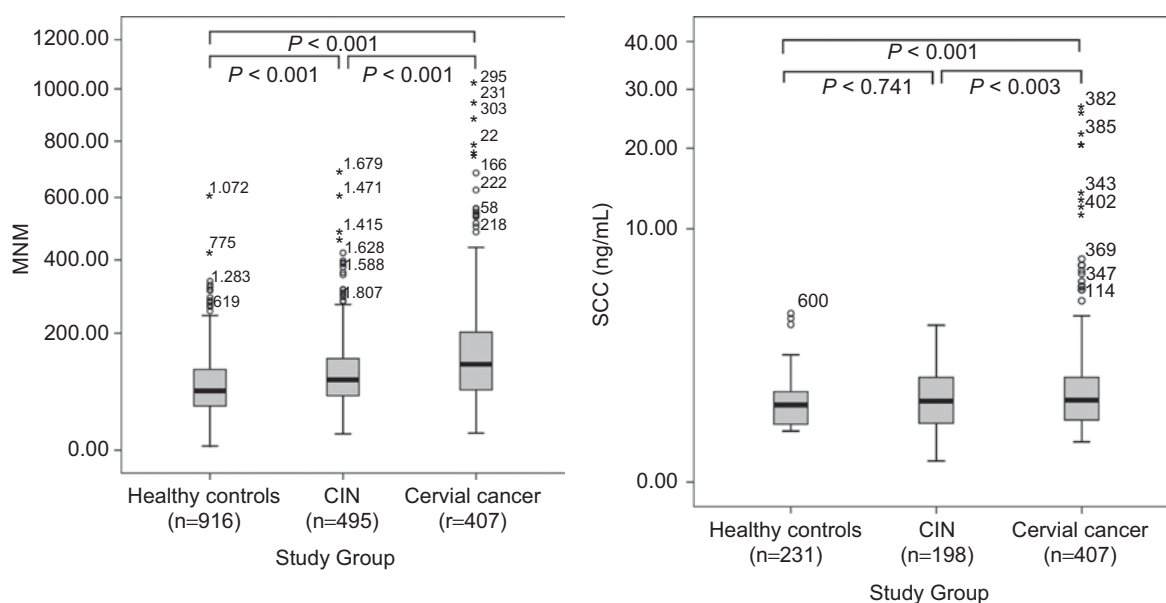 1200.00
1000.00
800.00
600.00
400.00
200.00
0.00
MNM
P < 0.001
P < 0.001
P < 0.001
1.072
775
1.283
619
1.679
1.471
1.415
1.628
1.588
1.807
295
231
303
22
166
222
58
218
Healthy controls
(n=916)
CIN
(n=495)
Cervial cancer
(r=407)
Study Group
40.00
30.00
20.00
10.00
0.00
SCC (ng/mL)
P < 0.001
P < 0.741
P < 0.003
600
382
385
343
402
369
347
114
Healthy controls
(n=231)
CIN
(n=198)
Cervial cancer
(n=407)
Study Group